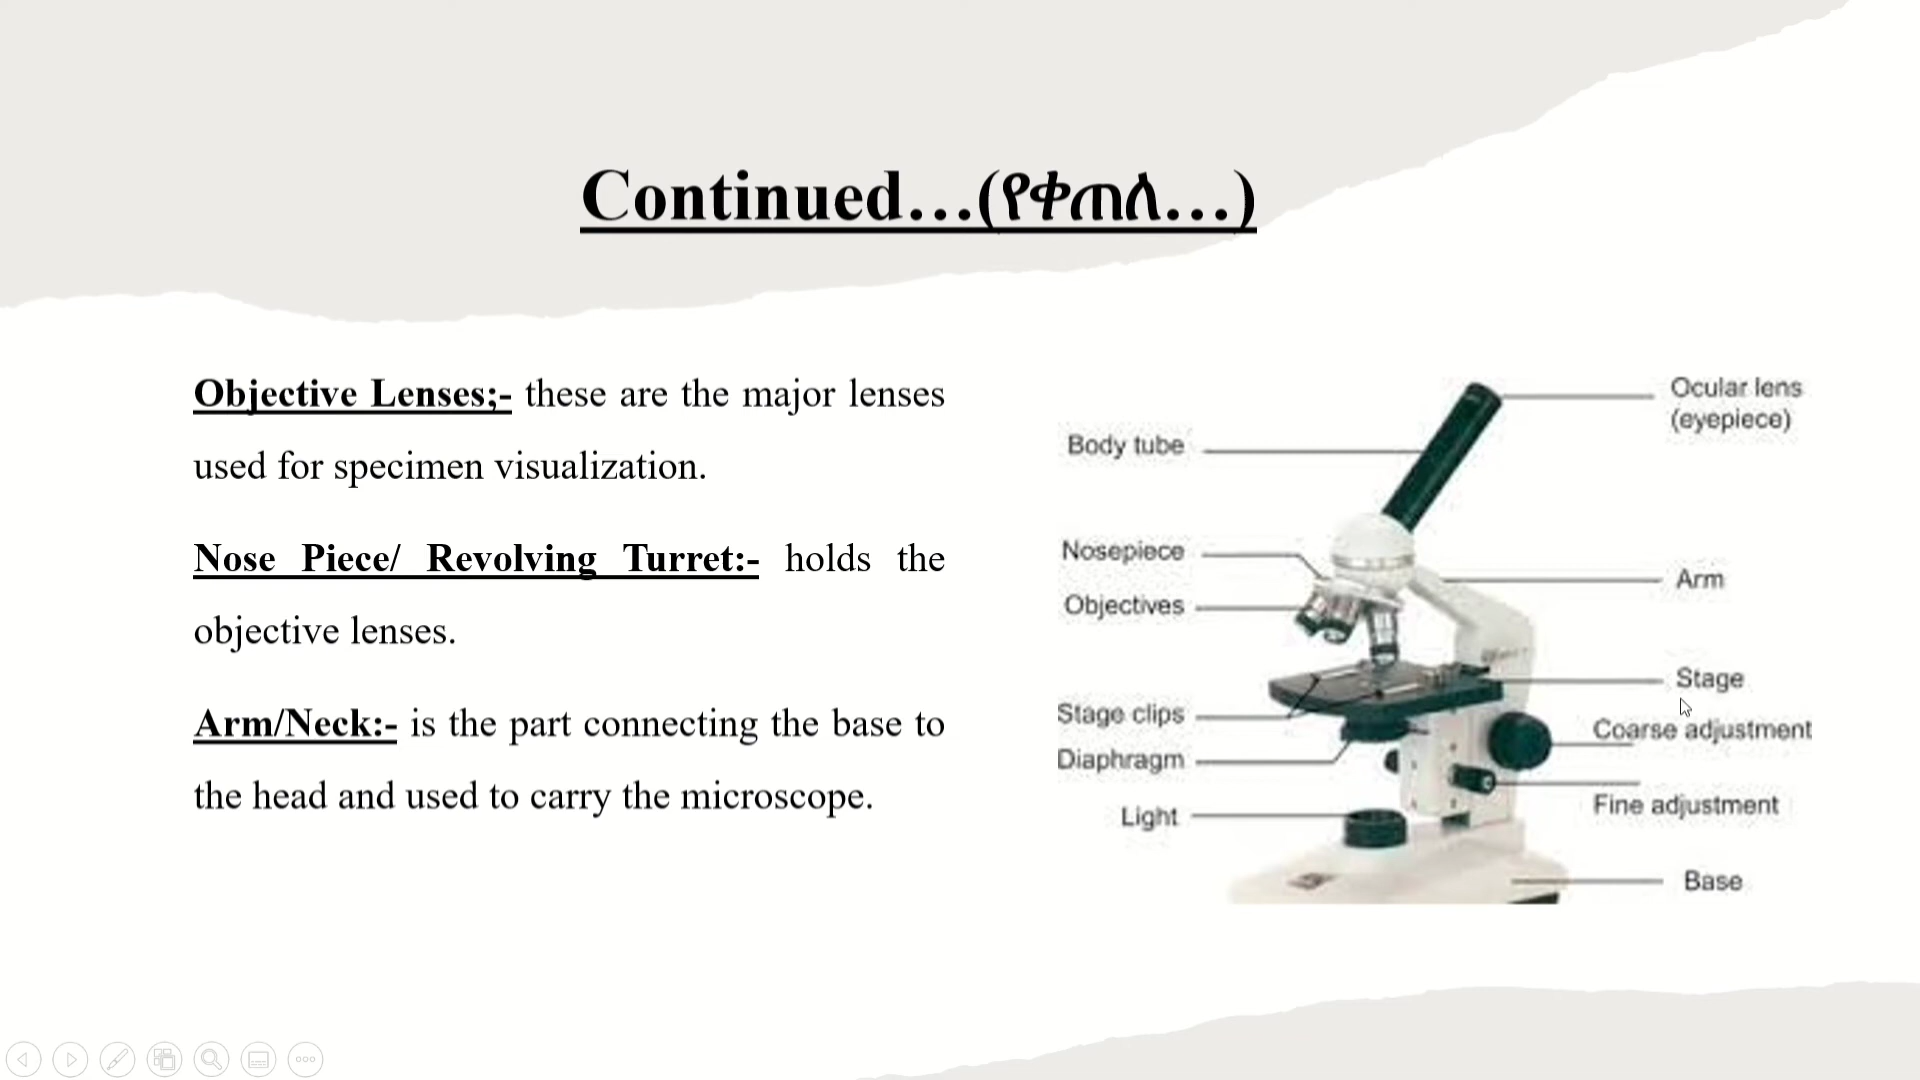 Continued…(የቀጠለ…)
Objective Lenses;- these are the major lenses
used for specimen visualization.
Nose Piece/ Revolving Turret:- holds the
objective lenses.
Arm/Neck:- is the part connecting the base to
the head and used to carry the microscope.
Ocular lens
(eyepiece)
Body tube
Nosepiece
Arm
Objectives
Stage
Stage clips
Coarse adjustment
Diaphragm
Fine adjustment
Light
Base